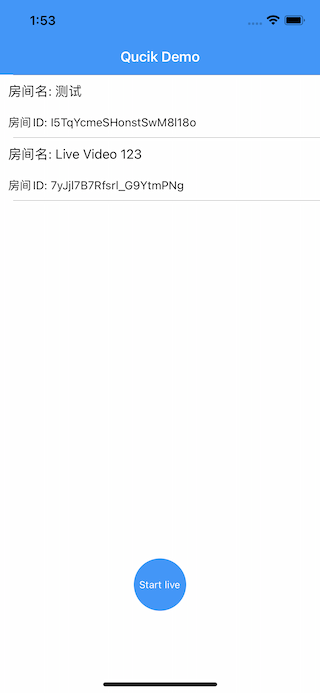 1:53
Qucik Demo
房间名: 测试
房间 ID: I5TqYcmeSHonstSwM8I18o
房间名: Live Video 123
房间 ID: 7yJjl7B7Rfsrl_G9YtmPNg
Start live